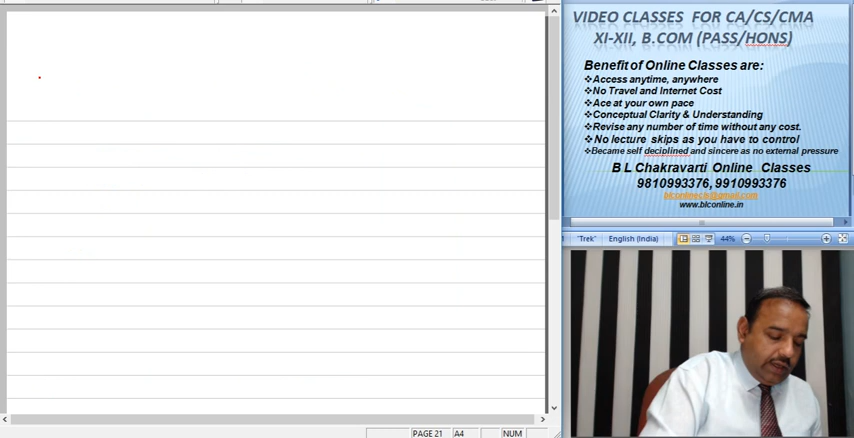 VIDEO CLASSES FOR CA/CS/CMA
XI-XII, B.COM (PASS/HONS)
Benefit of Online Classes are:
❖Access anytime, anywhere
❖No Travel and Internet Cost
❖Ace at your own pace
❖Conceptual Clarity & Understanding
❖Revise any number of time without any cost.
❖No lecture skips as you have to control
❖Became self deciplined and sincere as no external pressure
B L Chakravarti Online Classes
9810993376, 9910993376
www.blconline.in
"Trek" English (India) 44%
PAGE 21 A4 NUM